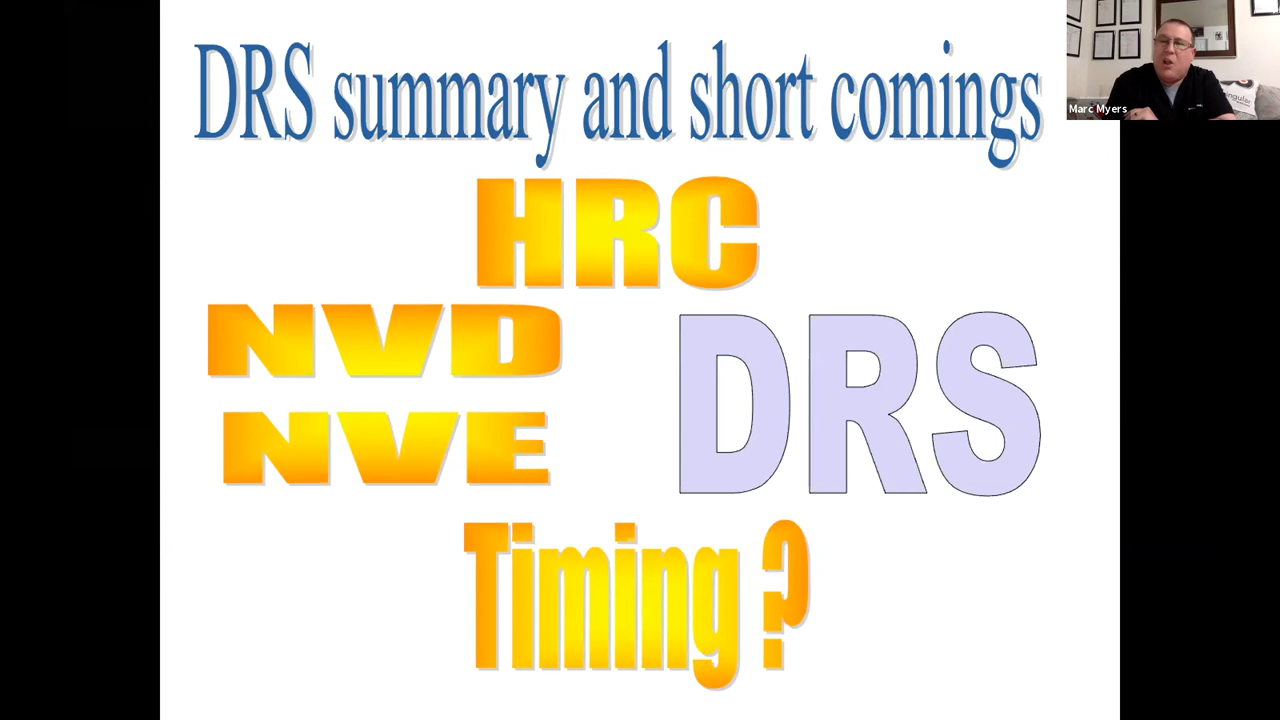 DRS summary and short comings
HRC
NVD
NVE
DRS
Timing ?
Marc Myers